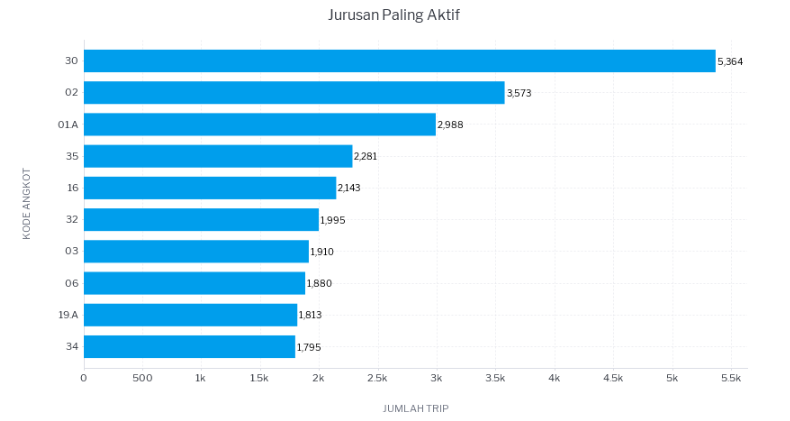 Jurusan Paling Aktif
KODE ANGKOT
30 5,364
02 3,573
01.A 2,988
35 2,281
16 2,143
32 1,995
03 1,910
06 1,880
19.A 1,813
34 1,795
0 500 1k 1.5k 2k 2.5k 3k 3.5k 4k 4.5k 5k 5.5k
JUMLAH TRIP